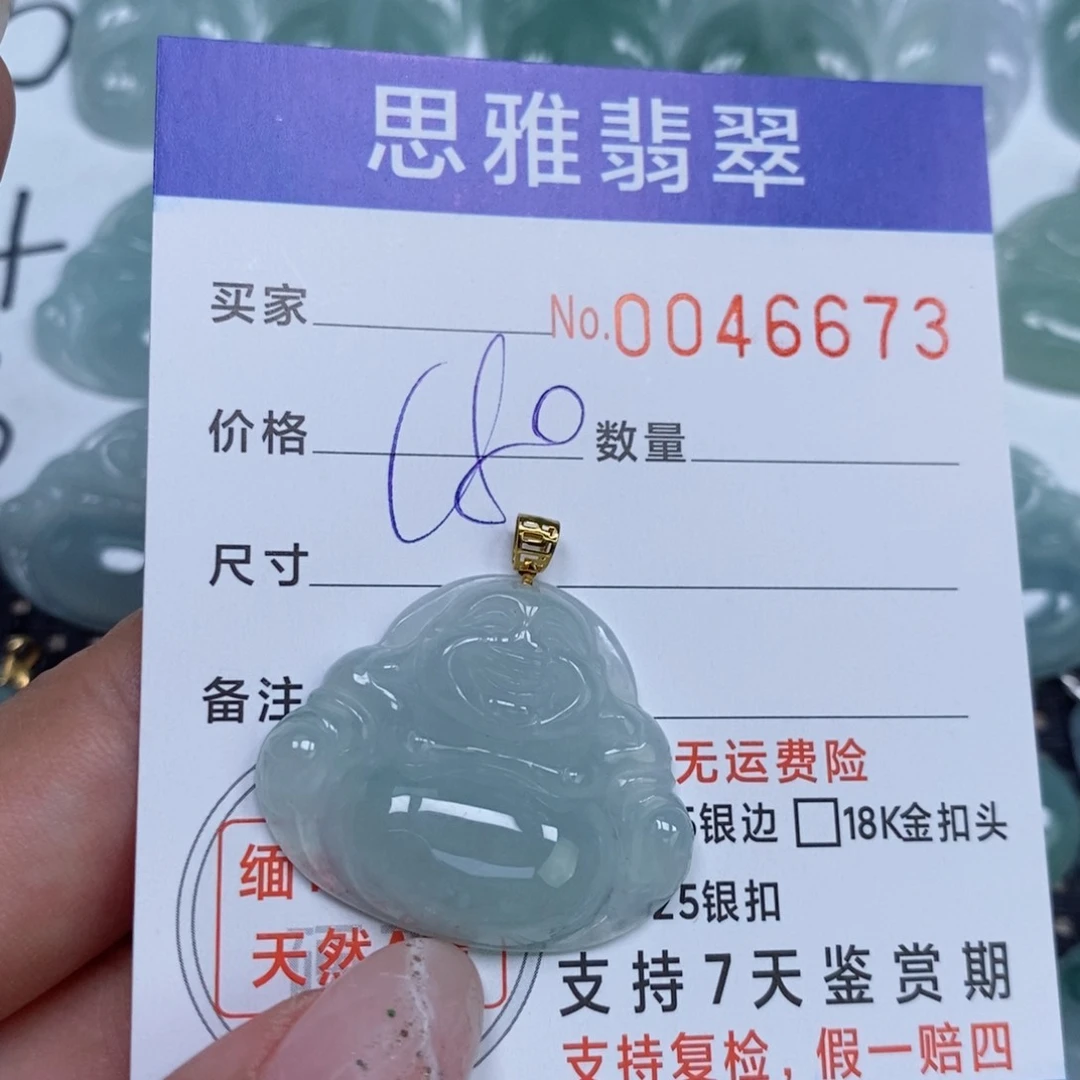 思雅翡翠
买家 No.0046673
价格 数量
尺寸
备注
无运费险
5银边 □18K金扣头
25银扣
缅
天然
支持7天鉴赏期
支持复检，假一赔四